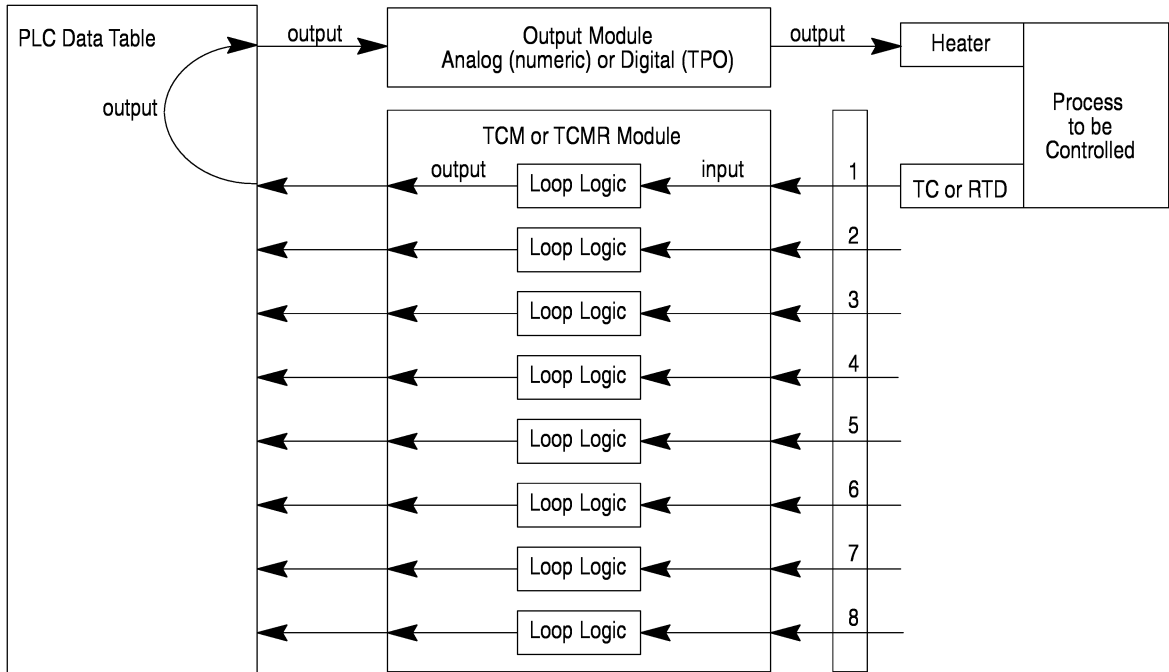 PLC Data Table
output
output
Output Module
Analog (numeric) or Digital (TPO)
output
Heater
Process
to be
Controlled
TC or RTD
TCM or TCMR Module
output
Loop Logic
input
1
Loop Logic
2
Loop Logic
3
Loop Logic
4
Loop Logic
5
Loop Logic
6
Loop Logic
7
Loop Logic
8